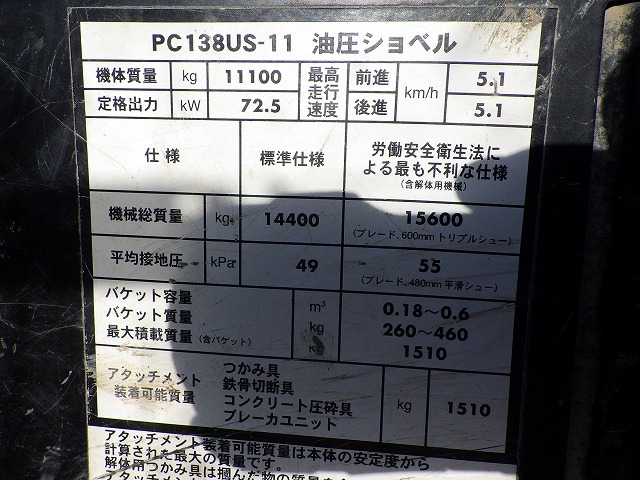 PC138US-11 油圧ショベル
機体質量 kg 11100 最高走行速度 前進 km/h 5.1
定格出力 kW 72.5 後進 5.1
仕様 標準仕様 労働安全衛生法による最も不利な仕様 (含解体用機械)
機械総質量 kg 14400 15600
(ブレード、600mmトリプルシュー)
平均接地圧 kPa 49 55
(ブレード、480mm平滑シュー)
バケット容量 m³ 0.18〜0.6
バケット質量 kg 260〜460
最大積載質量 (含バケット) kg 1510
アタッチメント装着可能質量 つかみ具 kg 1510
鉄骨切断具
コンクリート圧砕具
ブレーカユニット
アタッチメント装着可能質量は本体の安定度から
計算された最大の質量です。
解体用つかみ具は掴んだ物の質量を